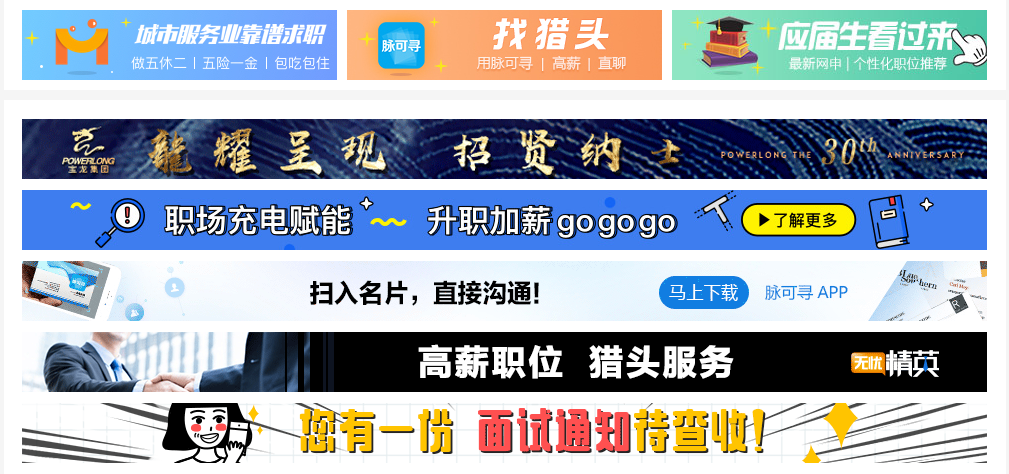 城市服务业靠谱求职
做五休二 | 五险一金 | 包吃包住
脉可寻
找猎头
用脉可寻 | 高薪 | 直聊
应届生看过来
最新网申 | 个性化职位推荐
POWERLONG
宝龙集团
龍耀呈现 招贤纳士
POWERLONG THE 30th ANNIVERSARY
职场充电赋能 升职加薪 gogogo
了解更多
扫入名片，直接沟通！
马上下载
脉可寻 APP
高薪职位 猎头服务
无忧精英
您有一份 面试通知待查收！